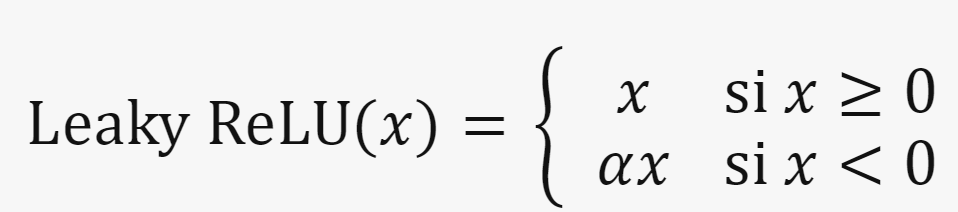 Leaky ReLU(x) = { x si x ≥ 0
αx si x < 0